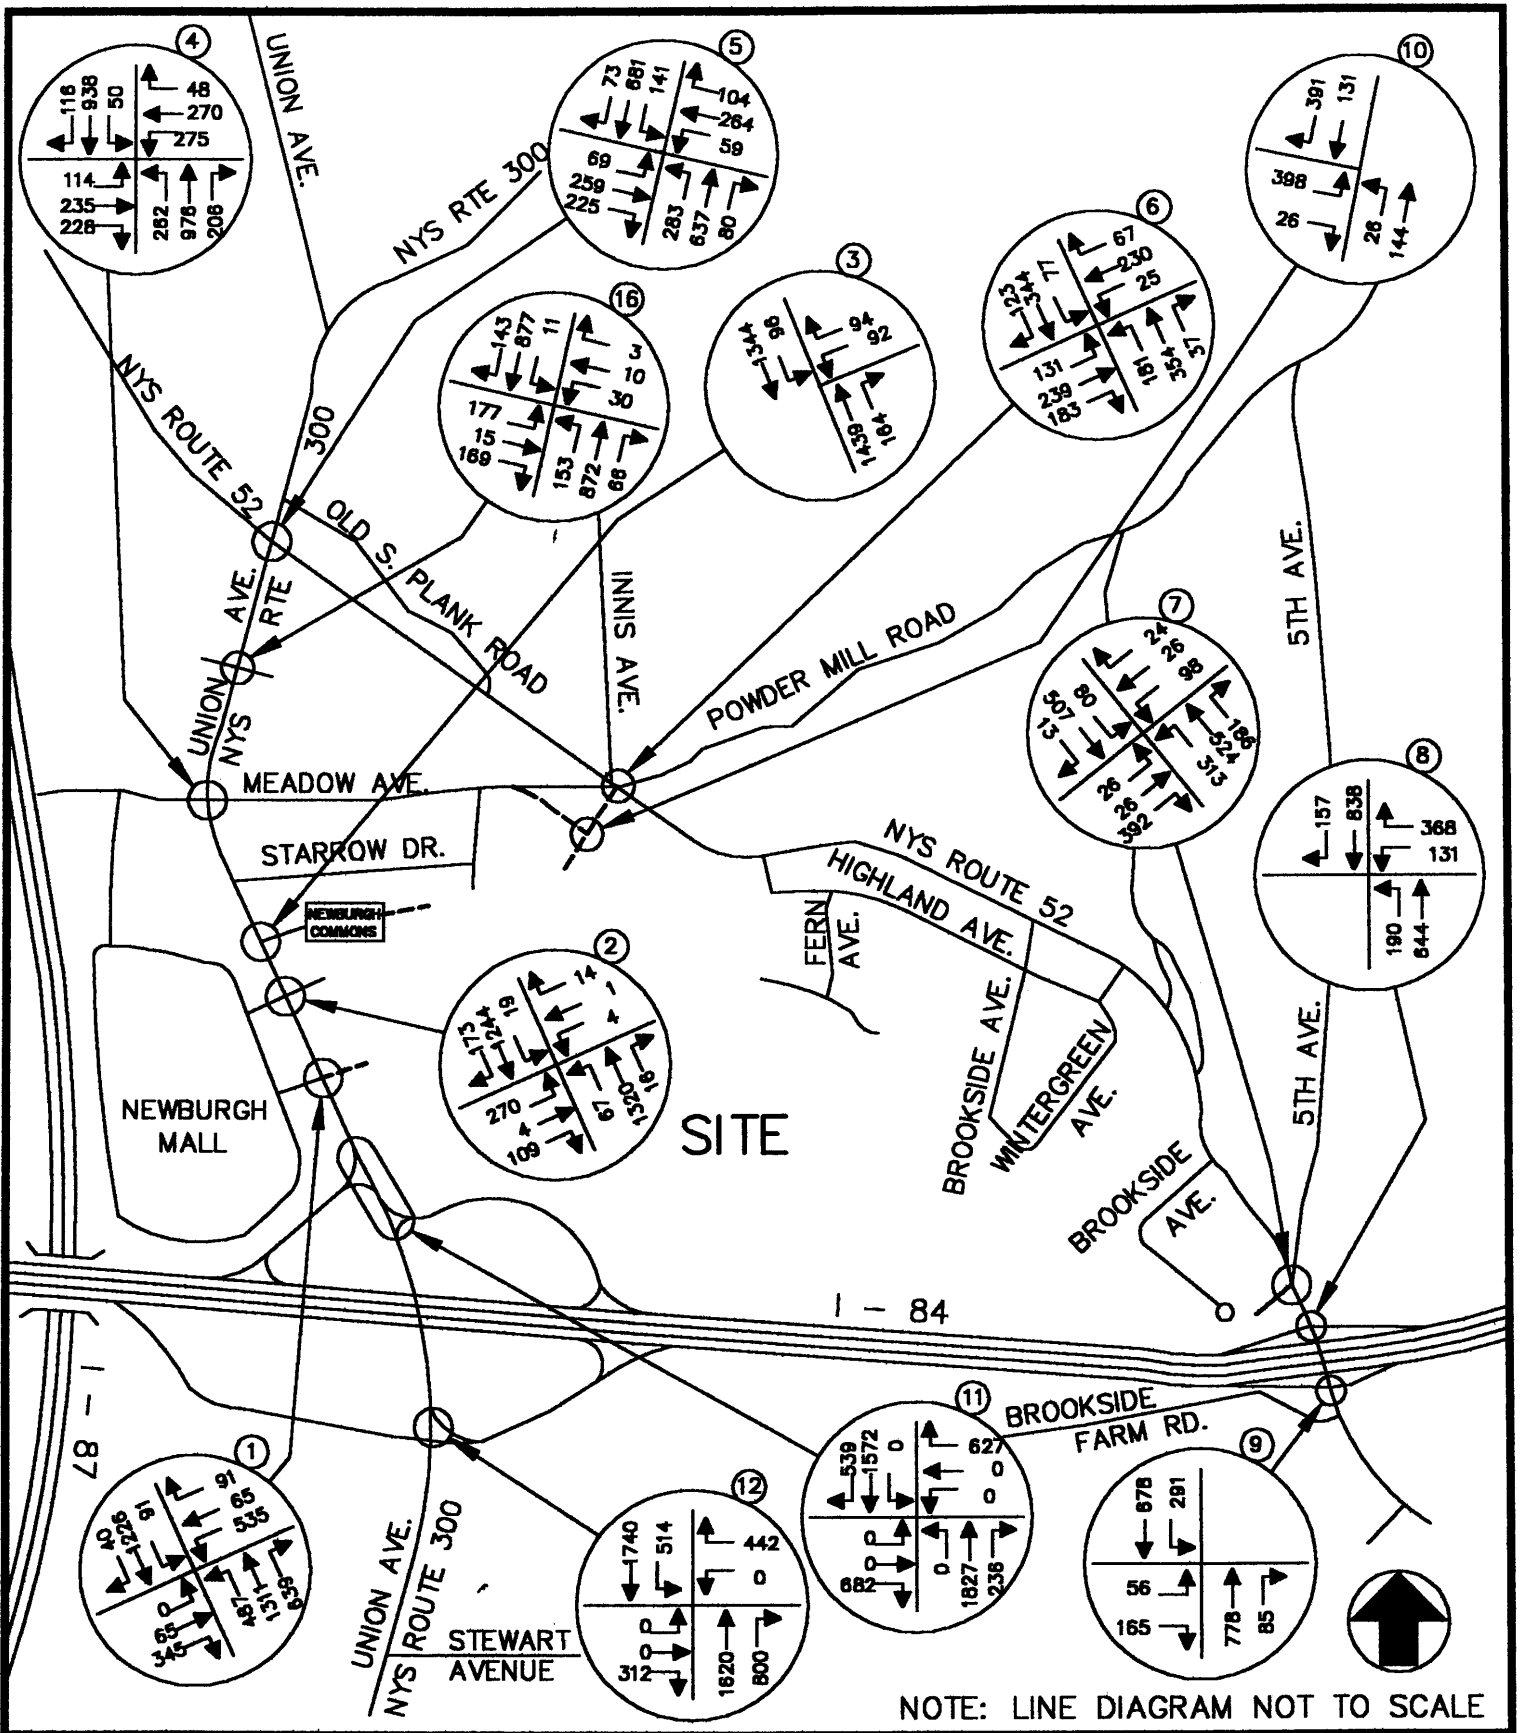 4
116 938 50
48
270
275
114
235
228
262 976 206
UNION AVE.
NYS RTE 300
5
73 681 141
104
264
59
69
259
225
283 637 80
10
391 131
398
26
26 144
6
123 344 77
67
230
25
131
239
183
181 354 37
3
1344 96
94
92
1439 164
16
143 877 11
3
10
30
177
15
169
153 872 68
NYS ROUTE 52
300
OLD S. PLANK ROAD
AVE.
RTE
UNION
NYS
INNIS AVE.
POWDER MILL ROAD
5TH AVE.
7
507 80
13
24
26
98
26
26
392
313 524 186
8
157 838
368
131
190 644
MEADOW AVE.
STARROW DR.
NEWBURGH
COMMONS
NYS ROUTE 52
HIGHLAND AVE.
FERN
AVE.
BROOKSIDE AVE.
WINTERGREEN
AVE.
5TH AVE.
BROOKSIDE
AVE.
2
173 1244 19
14
1
4
270
4
109
67 1320 16
SITE
NEWBURGH
MALL
I - 84
I - 87
1
40 1226 91
91
65
535
0
65
345
487 1311 639
UNION AVE.
NYS ROUTE 300
STEWART
AVENUE
12
1740 514
442
0
0
0
312
1620 800
11
539 1572 0
627
0
0
0
0
682
0 1827 238
BROOKSIDE
FARM RD.
9
678 291
56
165
778 85
NOTE: LINE DIAGRAM NOT TO SCALE